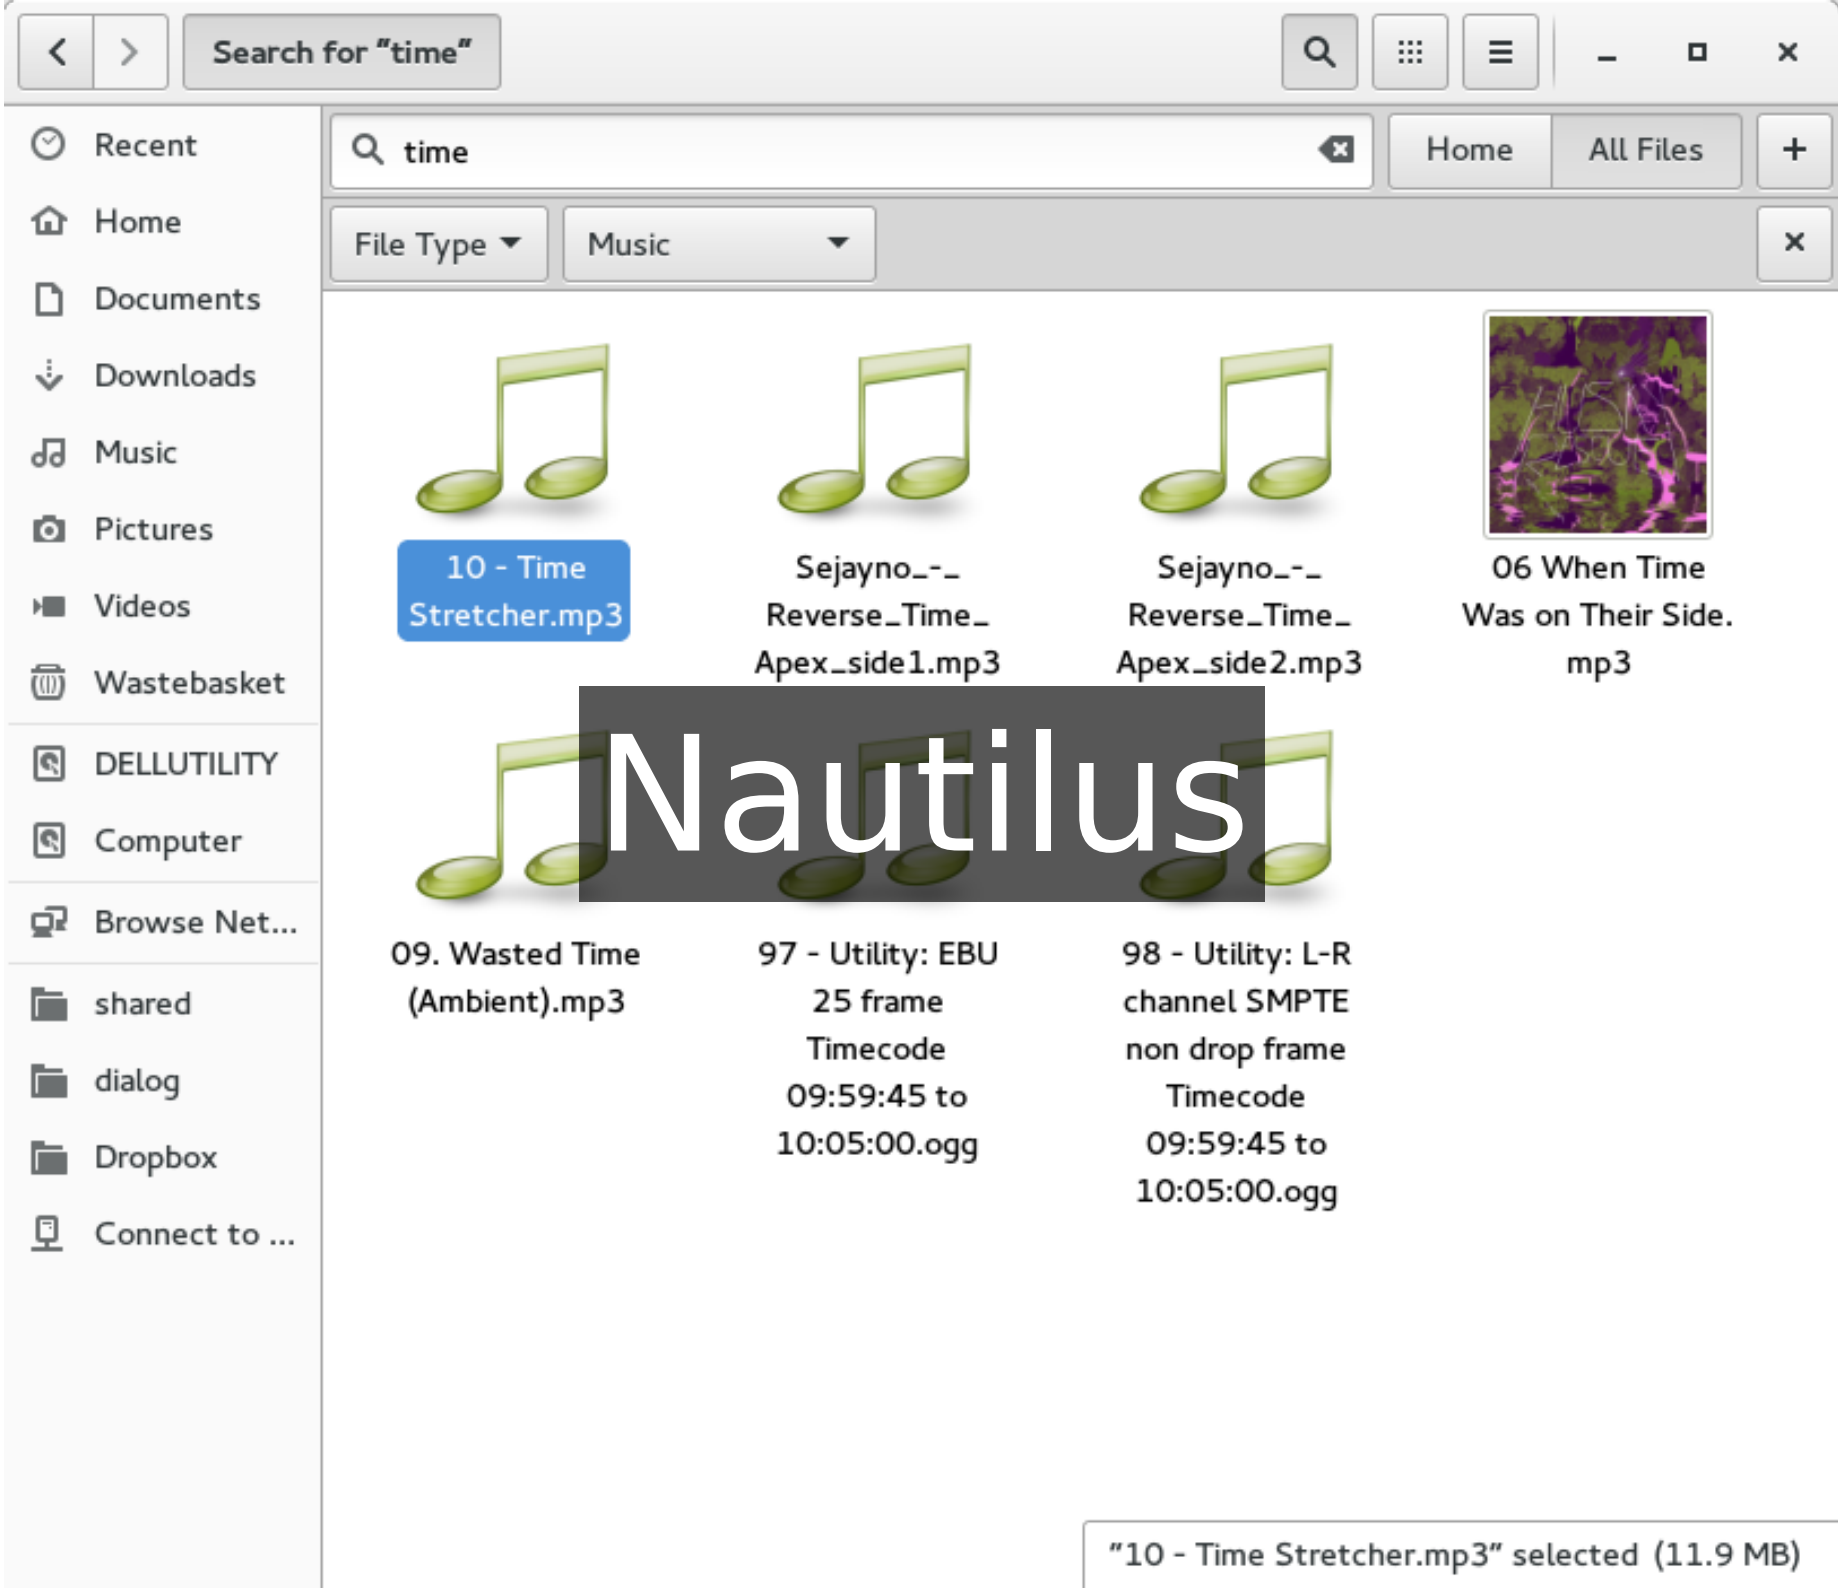 Search for “time”
Recent
Home
Documents
Downloads
Music
Pictures
Videos
Wastebasket
DELLUTILITY
Computer
Browse Net...
shared
dialog
Dropbox
Connect to ...
time
Home
All Files
File Type
Music
10 - Time
Stretcher.mp3
Sejayno_-_
Reverse_Time_
Apex_side1.mp3
Sejayno_-_
Reverse_Time_
Apex_side2.mp3
06 When Time
Was on Their Side.
mp3
Nautilus
09. Wasted Time
(Ambient).mp3
97 - Utility: EBU
25 frame
Timecode
09:59:45 to
10:05:00.ogg
98 - Utility: L-R
channel SMPTE
non drop frame
Timecode
09:59:45 to
10:05:00.ogg
“10 - Time Stretcher.mp3” selected (11.9 MB)